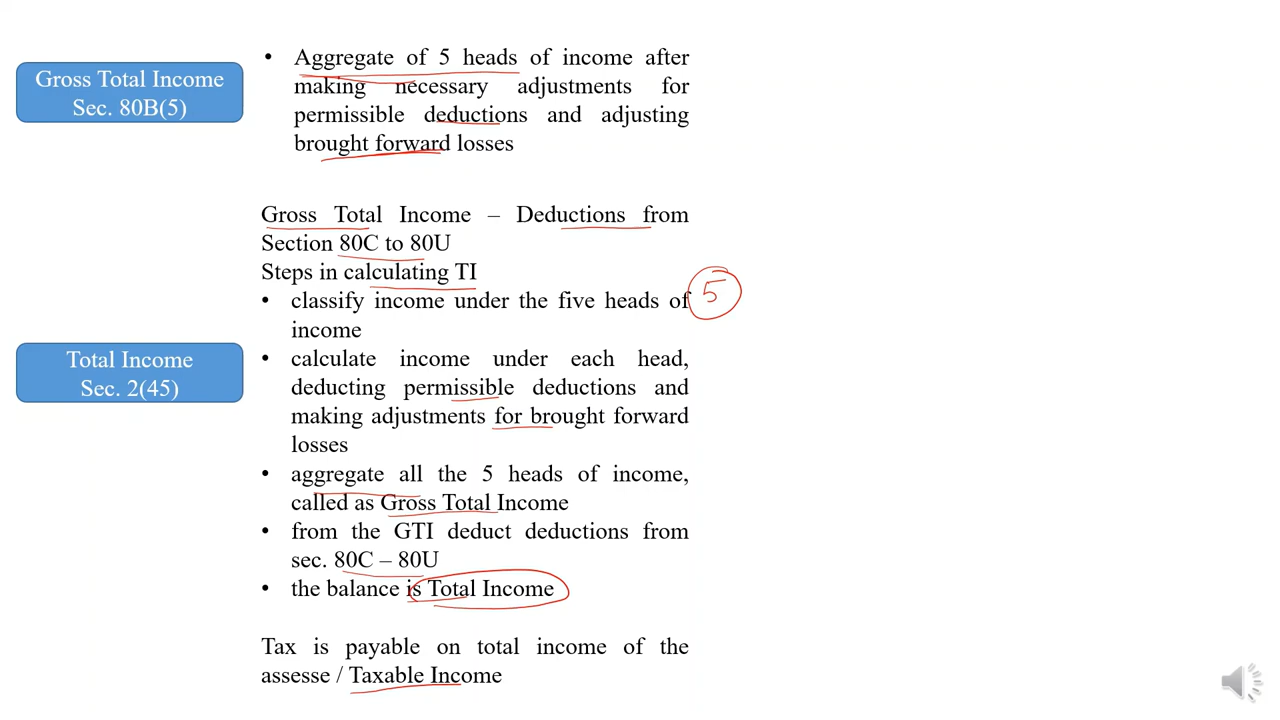 Gross Total Income
Sec. 80B(5)
• Aggregate of 5 heads of income after
making necessary adjustments for
permissible deductions and adjusting
brought forward losses
Gross Total Income – Deductions from
Section 80C to 80U
Steps in calculating TI
• classify income under the five heads of
income
5
Total Income
Sec. 2(45)
• calculate income under each head,
deducting permissible deductions and
making adjustments for brought forward
losses
• aggregate all the 5 heads of income,
called as Gross Total Income
• from the GTI deduct deductions from
sec. 80C – 80U
• the balance is Total Income
Tax is payable on total income of the
assesse / Taxable Income